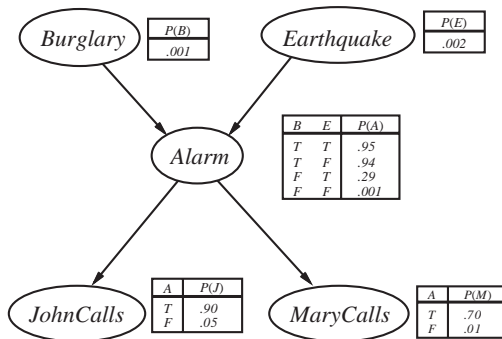 Burglary
P(B)
.001
Earthquake
P(E)
.002
Alarm
B E P(A)
T T .95
T F .94
F T .29
F F .001
JohnCalls
A P(J)
T .90
F .05
MaryCalls
A P(M)
T .70
F .01